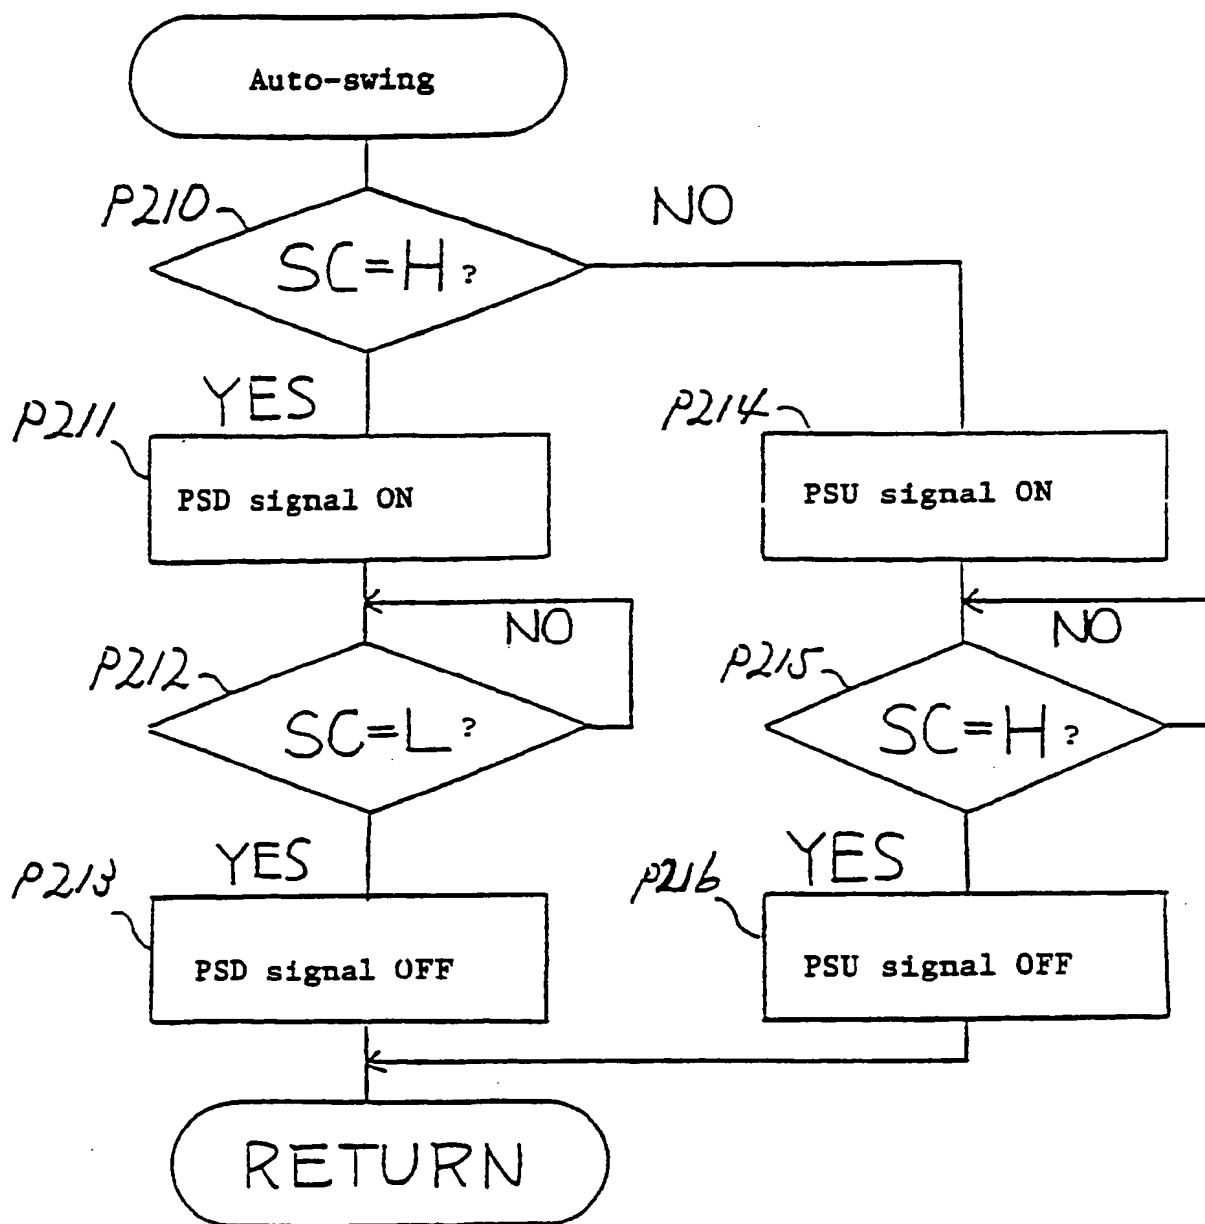 Auto-swing
P210
SC=H?
NO
YES
P211
PSD signal ON
NO
P212
SC=L?
YES
P213
PSD signal OFF
P214
PSU signal ON
NO
P215
SC=H?
YES
P216
PSU signal OFF
RETURN